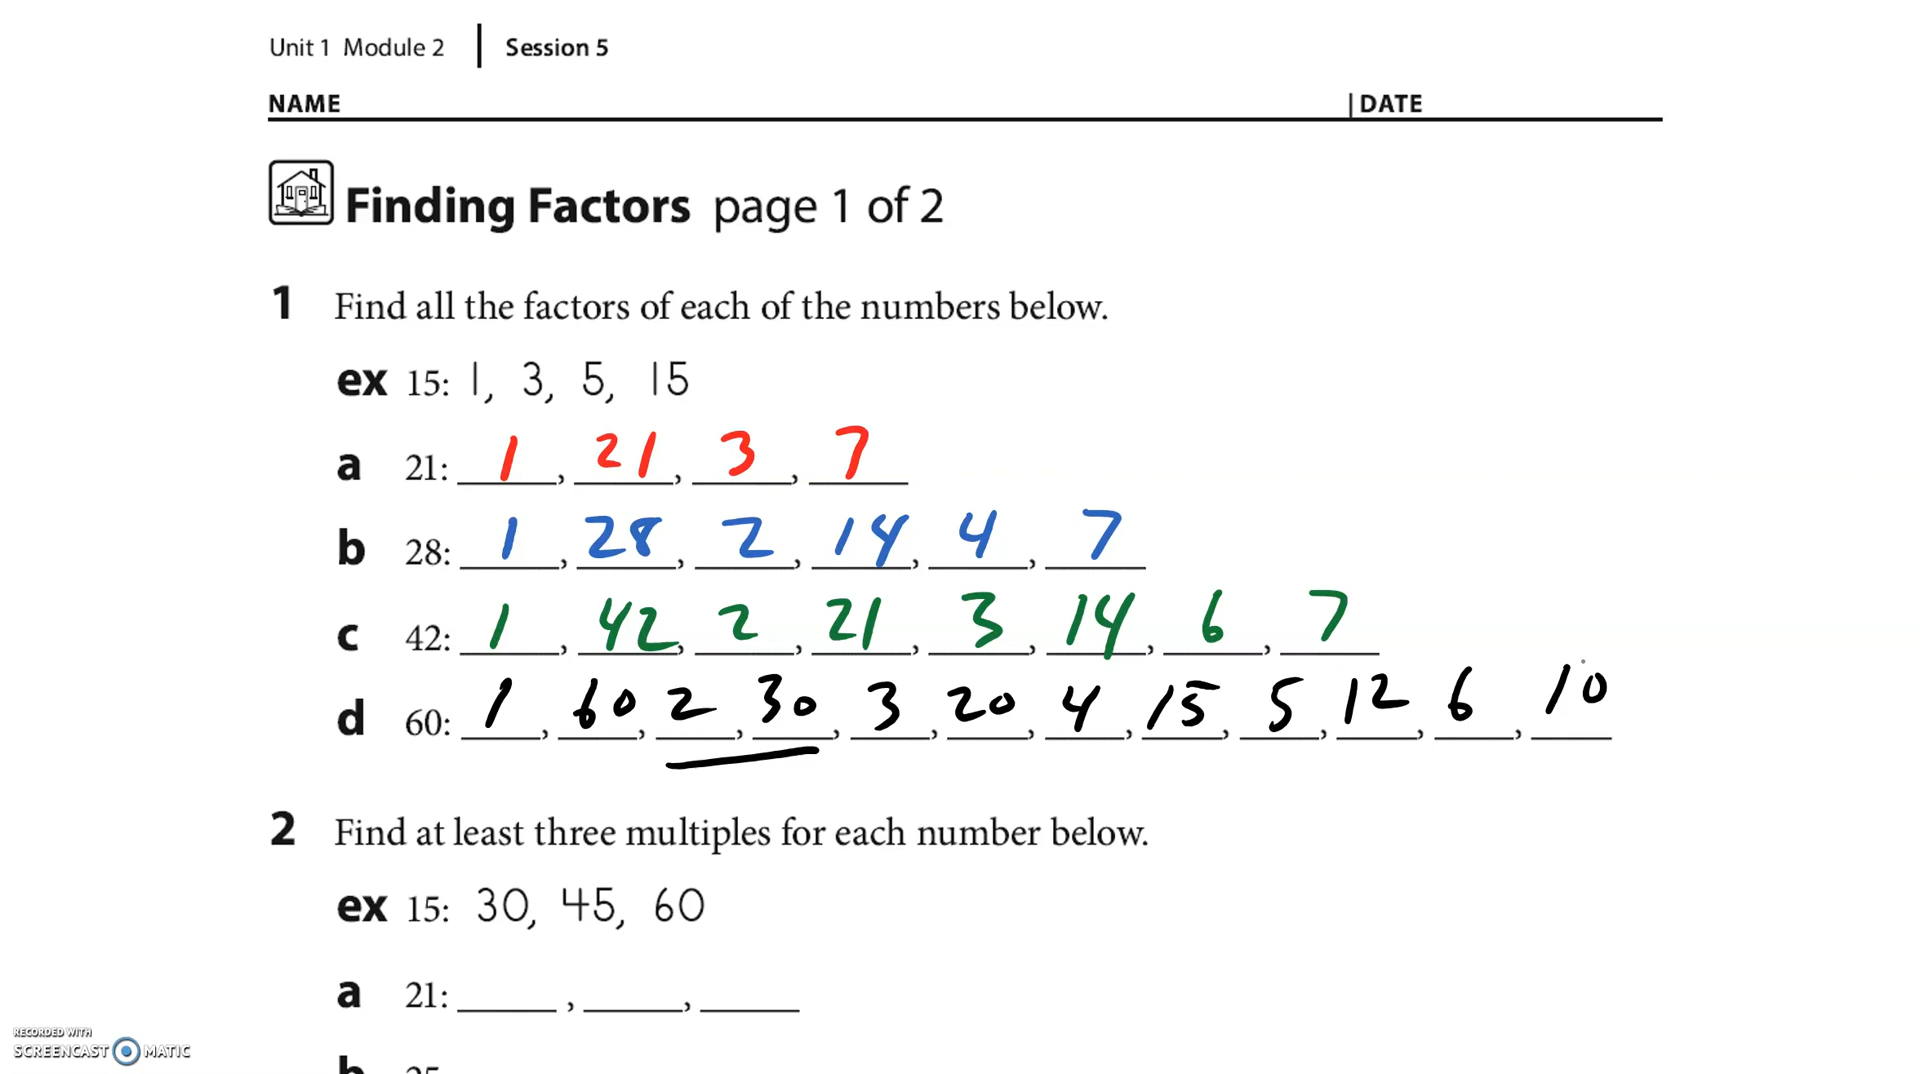 Unit 1 Module 2 | Session 5
NAME | DATE
Finding Factors page 1 of 2
1 Find all the factors of each of the numbers below.
ex 15: 1, 3, 5, 15
a 21: 1, 21, 3, 7
b 28: 1, 28, 2, 14, 4, 7
c 42: 1, 42, 2, 21, 3, 14, 6, 7
d 60: 1, 60, 2, 30, 3, 20, 4, 15, 5, 12, 6, 10
2 Find at least three multiples for each number below.
ex 15: 30, 45, 60
a 21: ____, ____, ____
RECORDED WITH
SCREENCAST MATIC